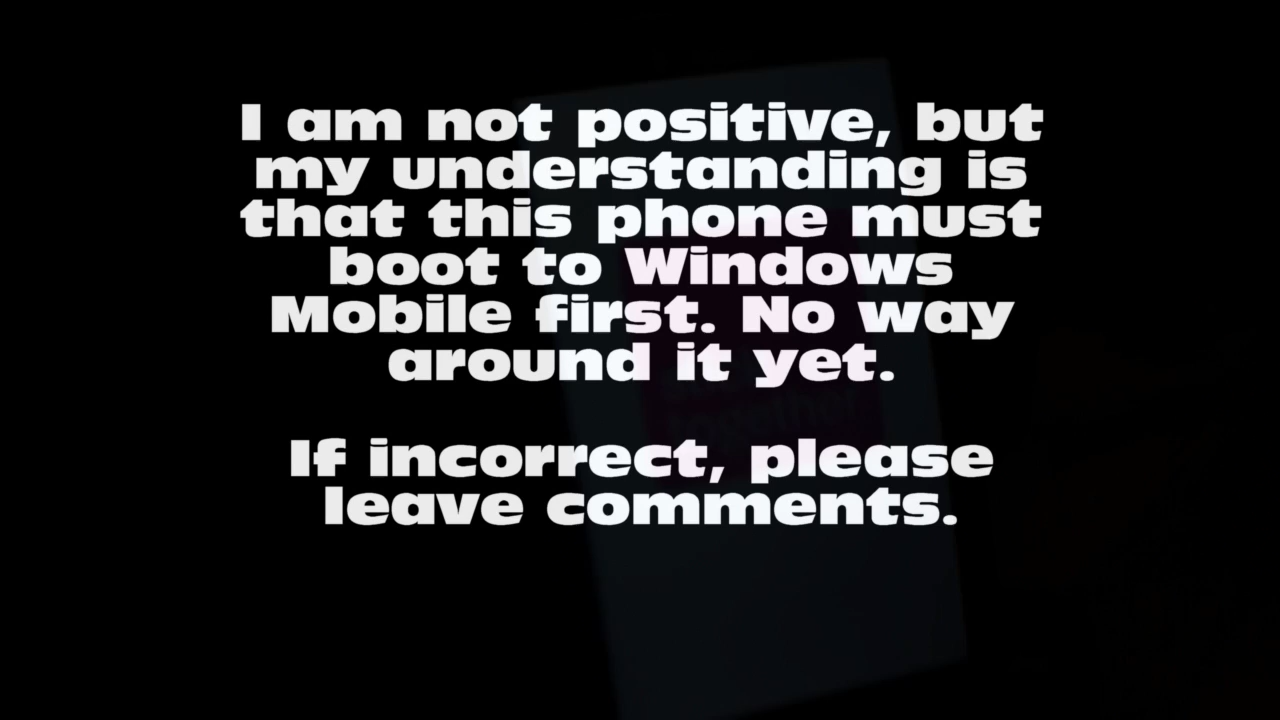 I am not positive, but
my understanding is
that this phone must
boot to Windows
Mobile first. No way
around it yet.
If incorrect, please
leave comments.